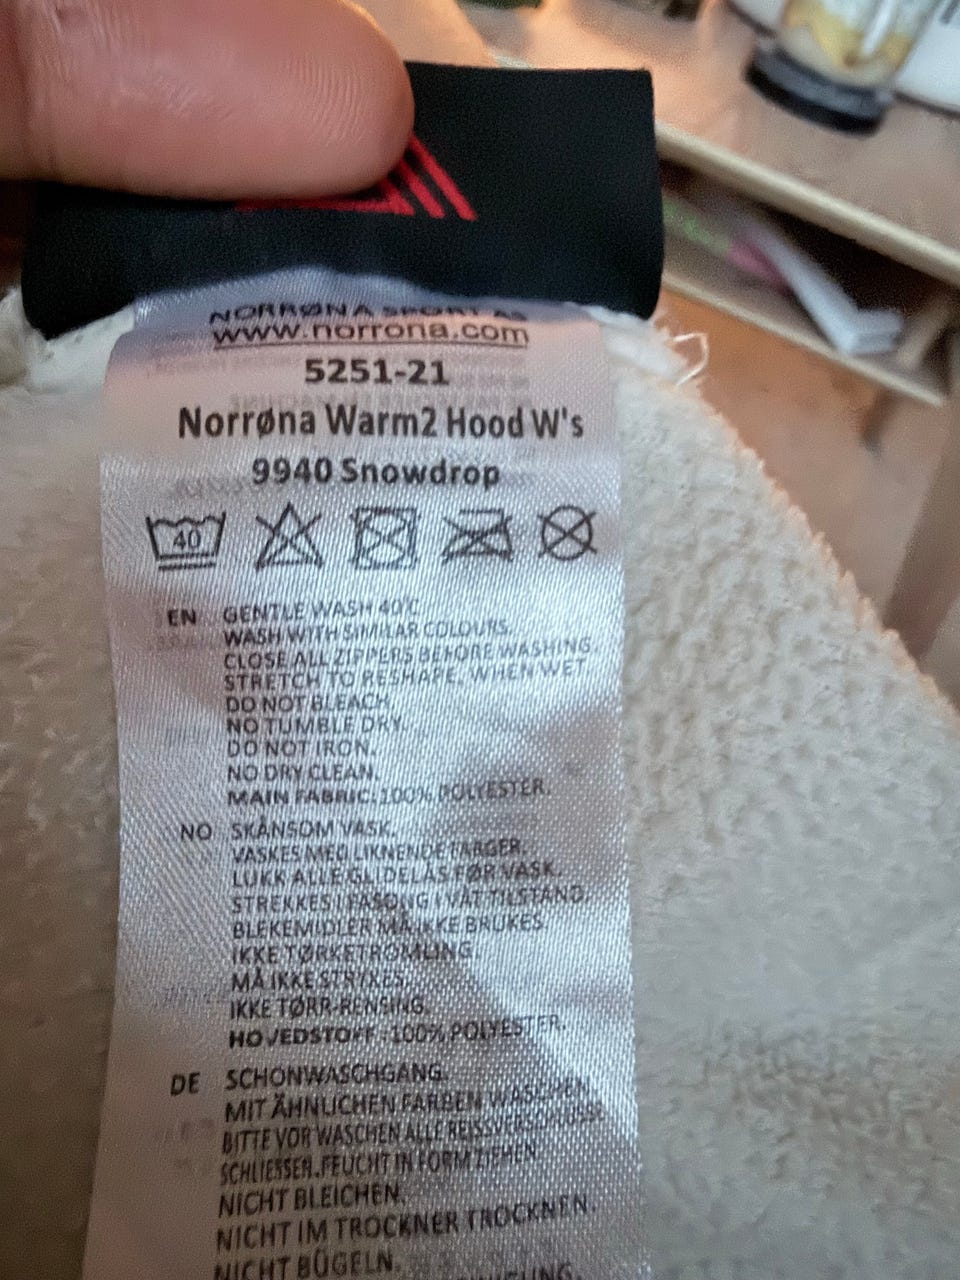 NORRØNA SPORT AS
www.norrona.com
5251-21
Norrøna Warm2 Hood W's
9940 Snowdrop
40
EN GENTLE WASH 40°C
WASH WITH SIMILAR COLOURS.
CLOSE ALL ZIPPERS BEFORE WASHING.
STRETCH TO RESHAPE, WHEN WET
DO NOT BLEACH
NO TUMBLE DRY.
DO NOT IRON.
NO DRY CLEAN.
MAIN FABRIC:100% POLYESTER.
NO SKÅNSOM VASK.
VASKES MED LIKNENDE FARGER.
LUKK ALLE GLIDELÅS FØR VASK.
STREKKES I FASONG I VÅT TILSTAND.
BLEKEMIDLER MÅ IKKE BRUKES.
IKKE TØRKETROMLING.
MÅ IKKE STRYKES.
IKKE TØRR-RENSING.
HOVEDSTOFF :100% POLYESTER.
DE SCHONWASCHGANG.
MIT ÄHNLICHEN FARBEN WASCHEN.
BITTE VOR WASCHEN ALLE REISSVERSCHLÜSSE
SCHLIESSEN.FEUCHT IN FORM ZIEHEN.
NICHT BLEICHEN.
NICHT IM TROCKNER TROCKNEN.
NICHT BÜGELN.